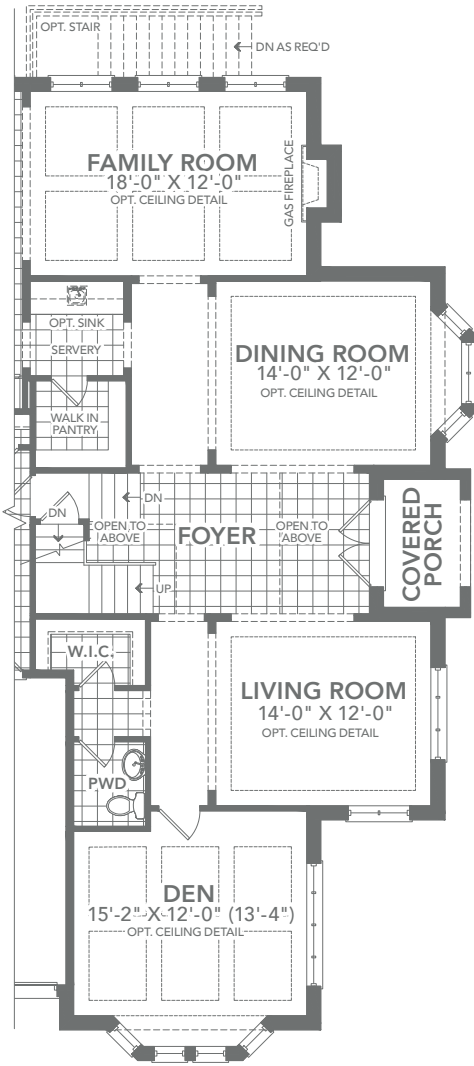 OPT. STAIR
DN AS REQ'D
FAMILY ROOM
18'-0" X 12'-0"
OPT. CEILING DETAIL
GAS FIREPLACE
OPT. SINK
SERVERY
DINING ROOM
14'-0" X 12'-0"
OPT. CEILING DETAIL
WALK IN
PANTRY
DN
DN
OPEN TO
ABOVE
FOYER
OPEN TO
ABOVE
COVERED
PORCH
UP
W.I.C.
LIVING ROOM
14'-0" X 12'-0"
OPT. CEILING DETAIL
PWD
DEN
15'-2" X 12'-0" (13'-4")
OPT. CEILING DETAIL